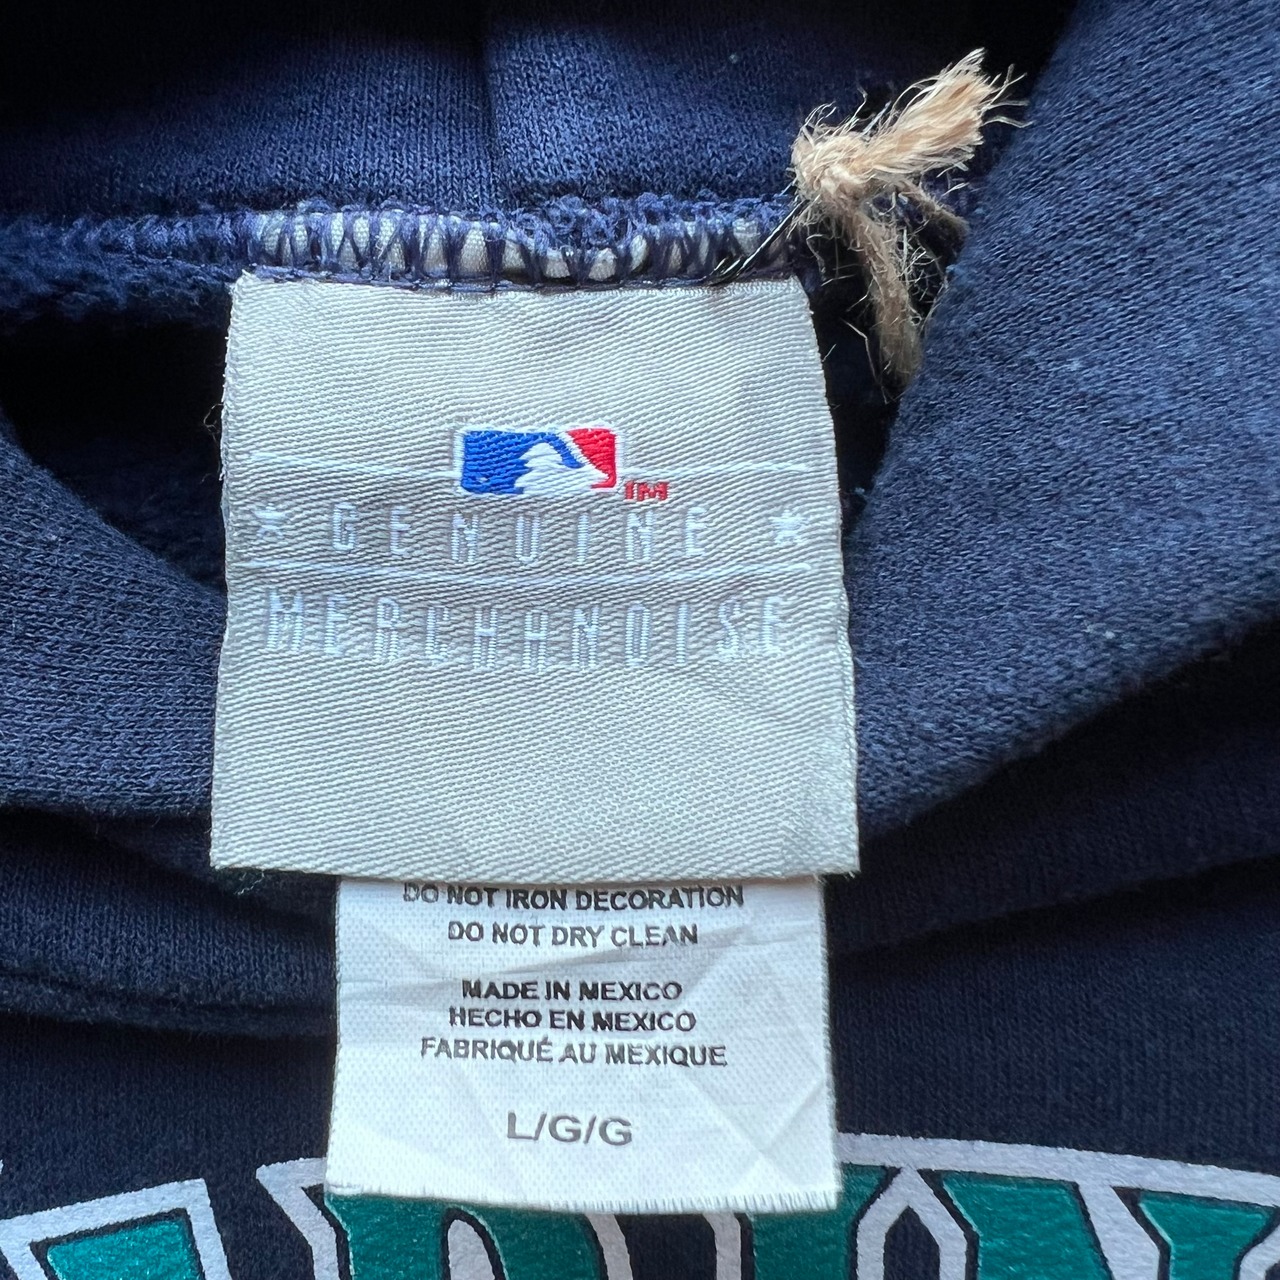 TM
GENUINE
MERCHANDISE
DO NOT IRON DECORATION
DO NOT DRY CLEAN
MADE IN MEXICO
HECHO EN MEXICO
FABRIQUÉ AU MEXIQUE
L/G/G